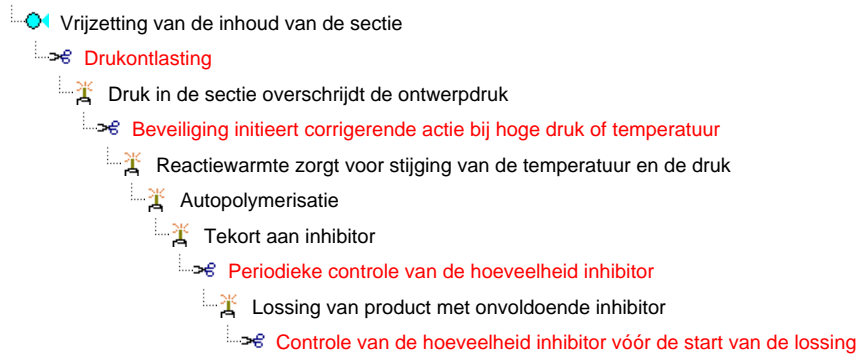 Vrijzetting van de inhoud van de sectie
Drukontlasting
Druk in de sectie overschrijdt de ontwerpdruk
Beveiliging initieert corrigerende actie bij hoge druk of temperatuur
Reactiewarmte zorgt voor stijging van de temperatuur en de druk
Autopolymerisatie
Tekort aan inhibitor
Periodieke controle van de hoeveelheid inhibitor
Lossing van product met onvoldoende inhibitor
Controle van de hoeveelheid inhibitor vóór de start van de lossing